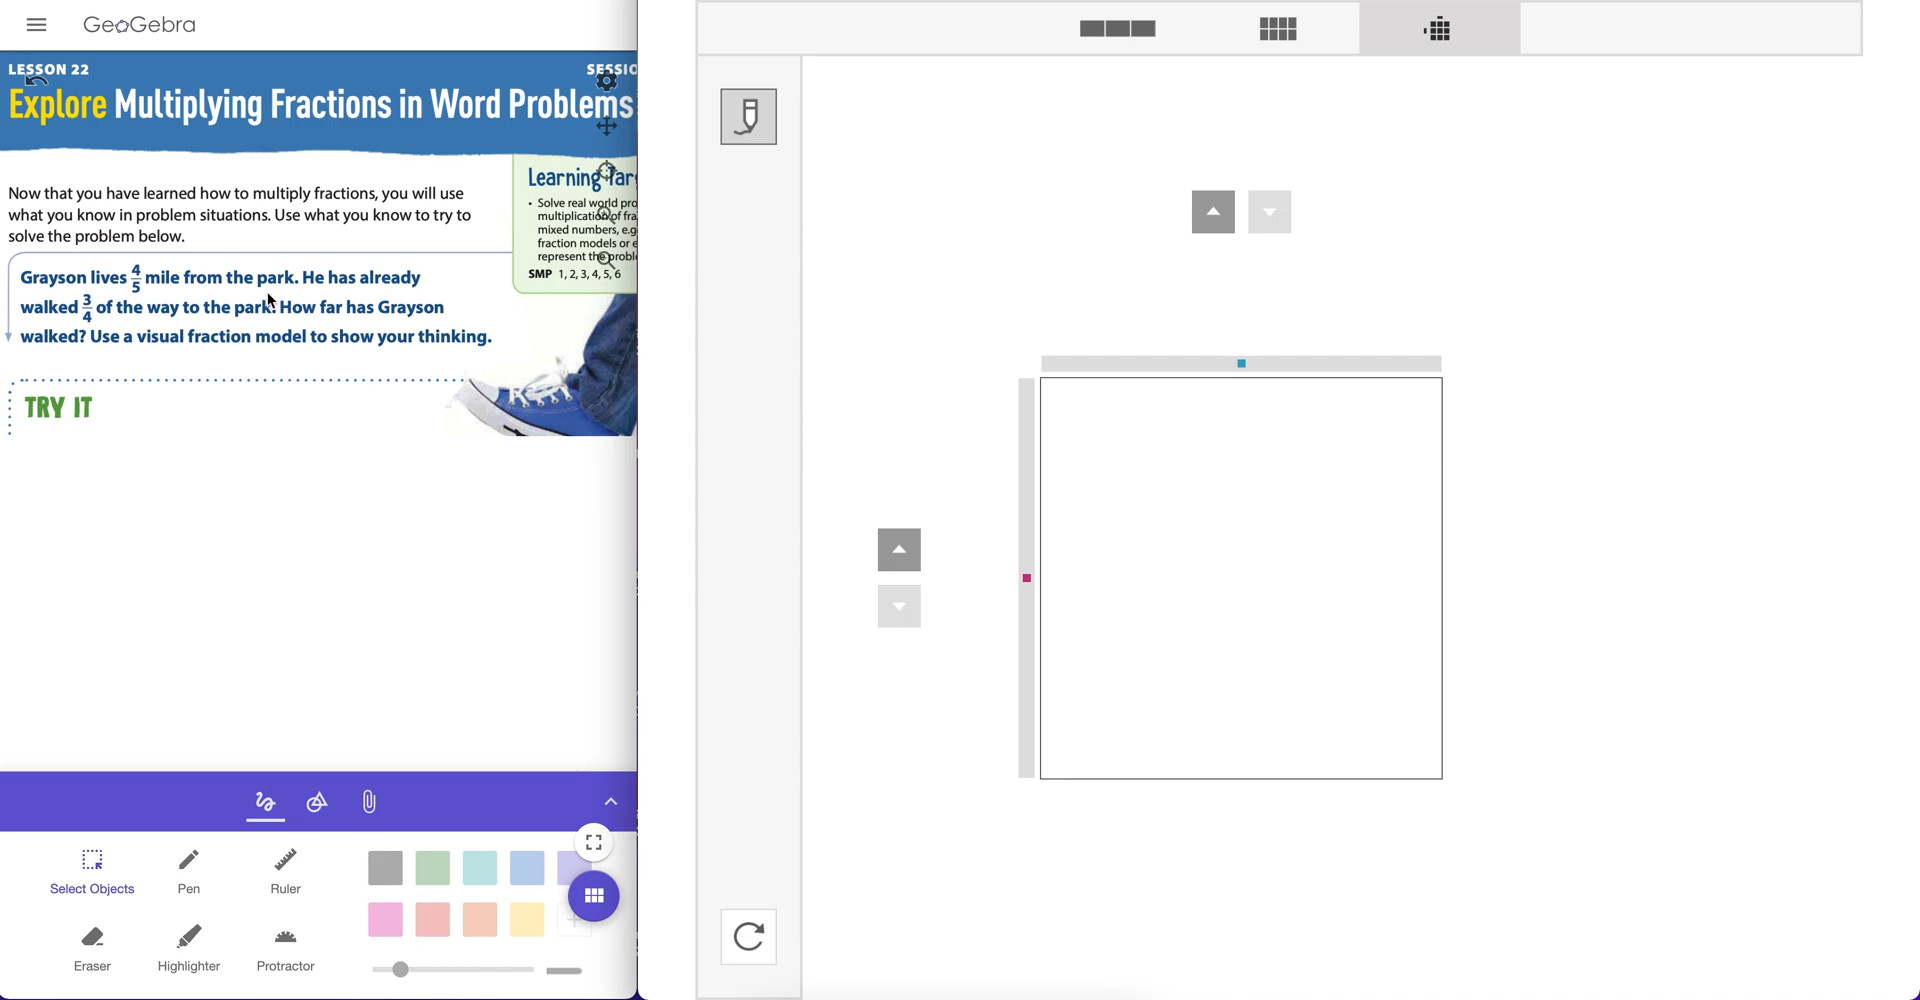 GeoGebra
LESSON 22
SESSIO
Explore Multiplying Fractions in Word Problems
Now that you have learned how to multiply fractions, you will use
what you know in problem situations. Use what you know to try to
solve the problem below.
Learning Targ
• Solve real world pro
multiplication of fra
mixed numbers, e.g
fraction models or e
represent the proble
SMP 1, 2, 3, 4, 5, 6
Grayson lives 4/5 mile from the park. He has already
walked 3/4 of the way to the park. How far has Grayson
walked? Use a visual fraction model to show your thinking.
TRY IT
Select Objects
Pen
Ruler
Eraser
Highlighter
Protractor